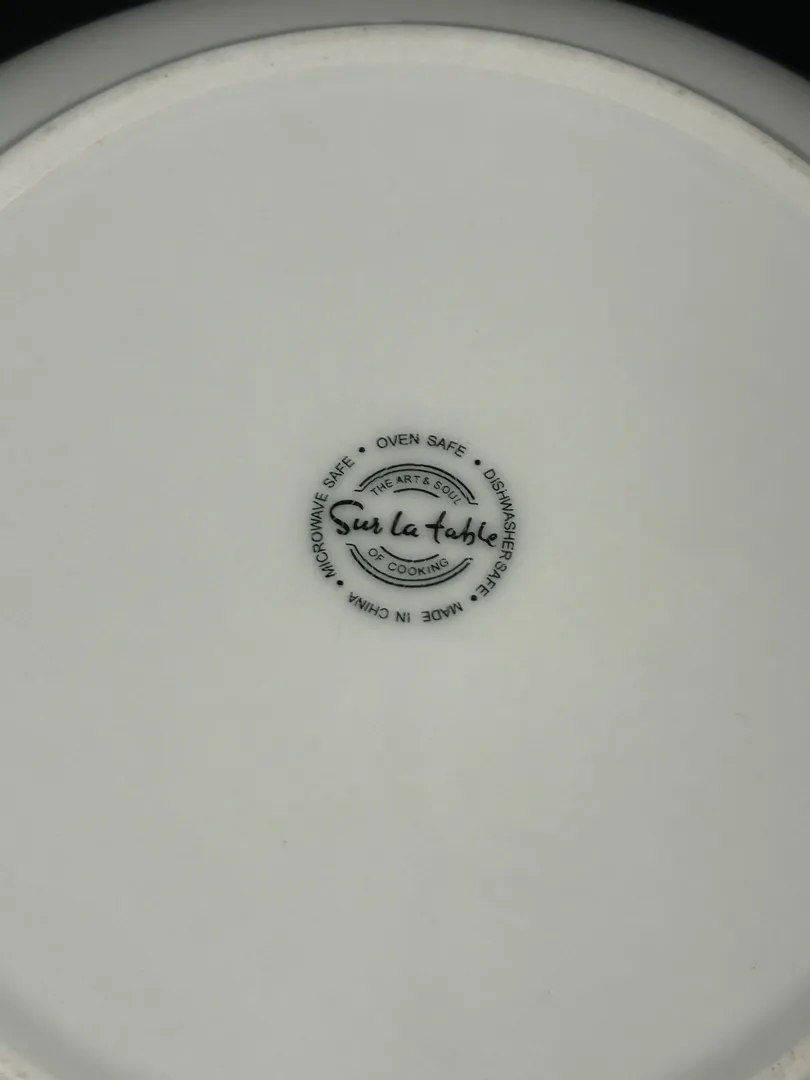 MICROWAVE SAFE • OVEN SAFE • DISHWASHER SAFE • MADE IN CHINA •
THE ART & SOUL
Sur la table
OF COOKING